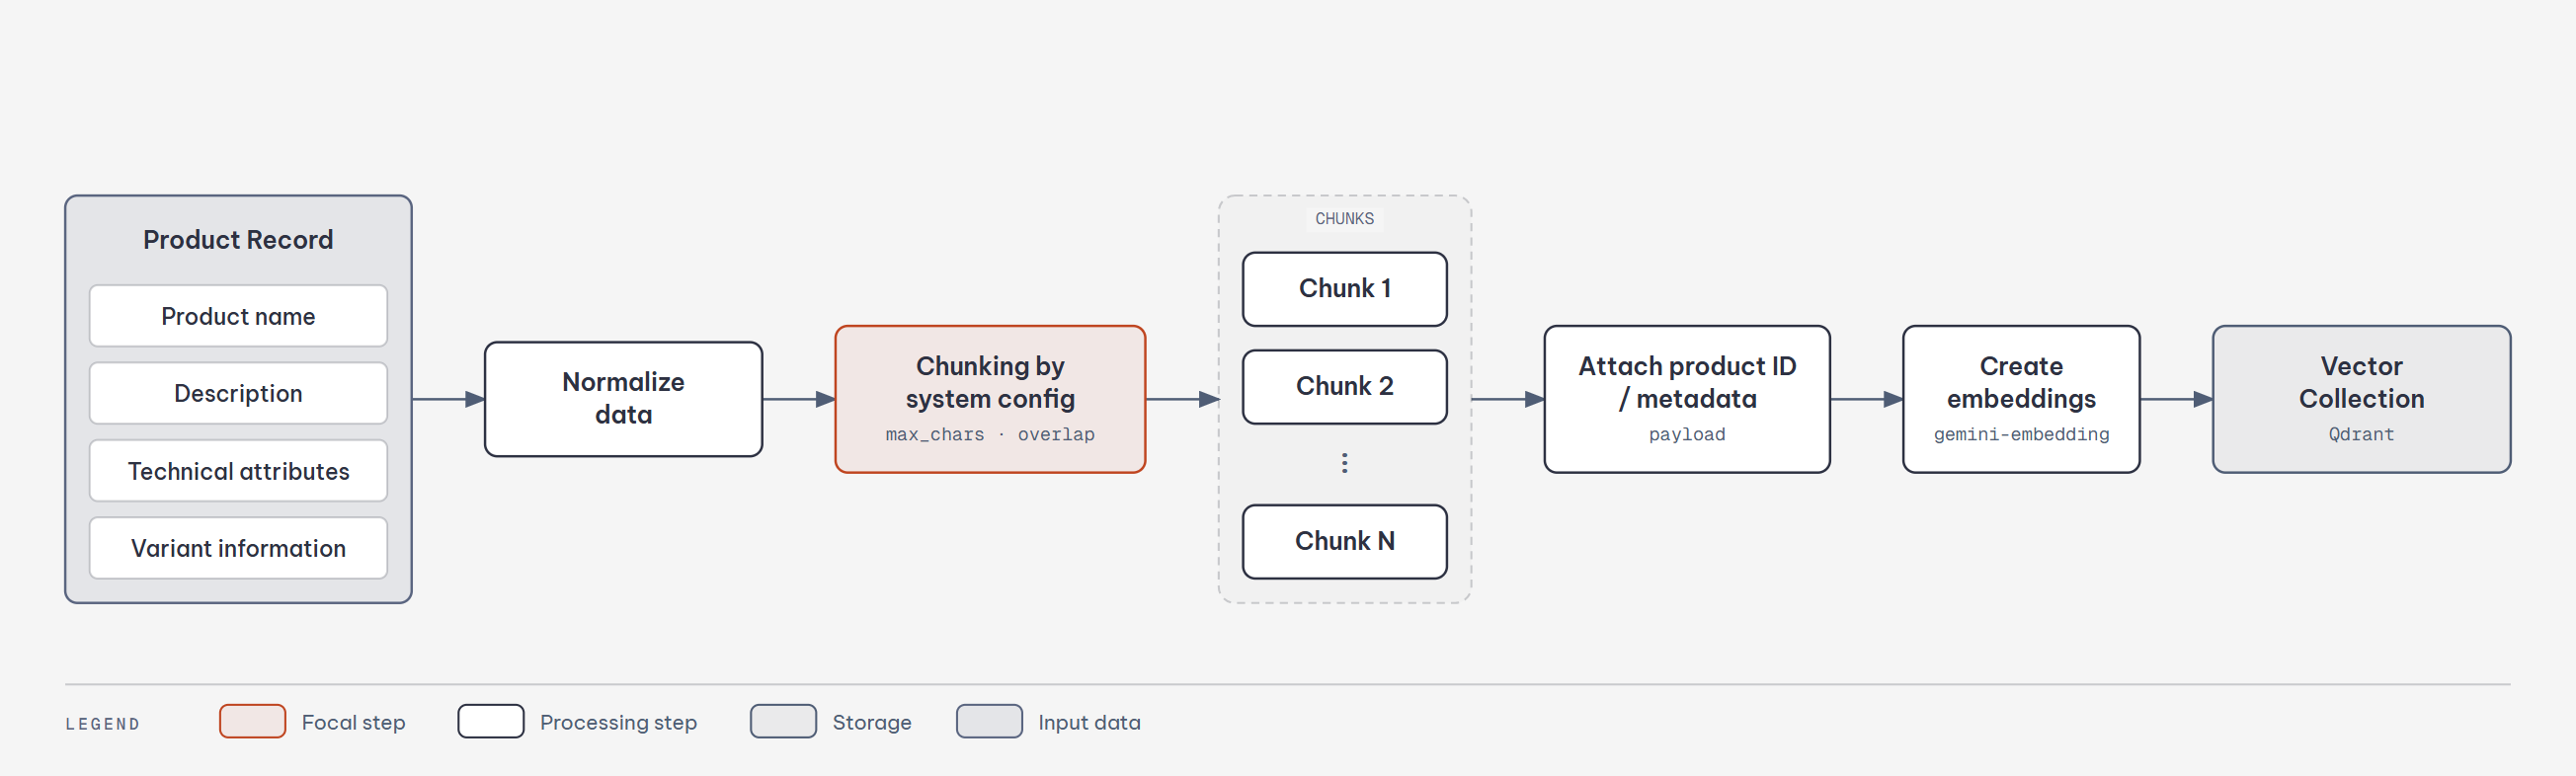 Product Record
Product name
Description
Technical attributes
Variant information
Normalize
data
Chunking by
system config
max_chars · overlap
CHUNKS
Chunk 1
Chunk 2
⋮
Chunk N
Attach product ID
/ metadata
payload
Create
embeddings
gemini-embedding
Vector
Collection
Qdrant
LEGEND
Focal step
Processing step
Storage
Input data